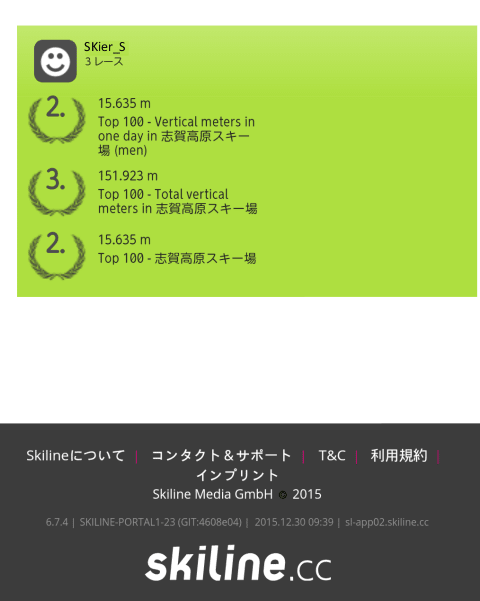 SKier_S
3 レース
2.
15.635 m
Top 100 - Vertical meters in
one day in 志賀高原スキー
場 (men)
3.
151.923 m
Top 100 - Total vertical
meters in 志賀高原スキー場
2.
15.635 m
Top 100 - 志賀高原スキー場
Skilineについて | コンタクト＆サポート | T&C | 利用規約 |
インプリント
Skiline Media GmbH © 2015
6.7.4 | SKILINE-PORTAL1-23 (GIT:4608e04) | 2015.12.30 09:39 | sl-app02.skiline.cc
skiline.cc